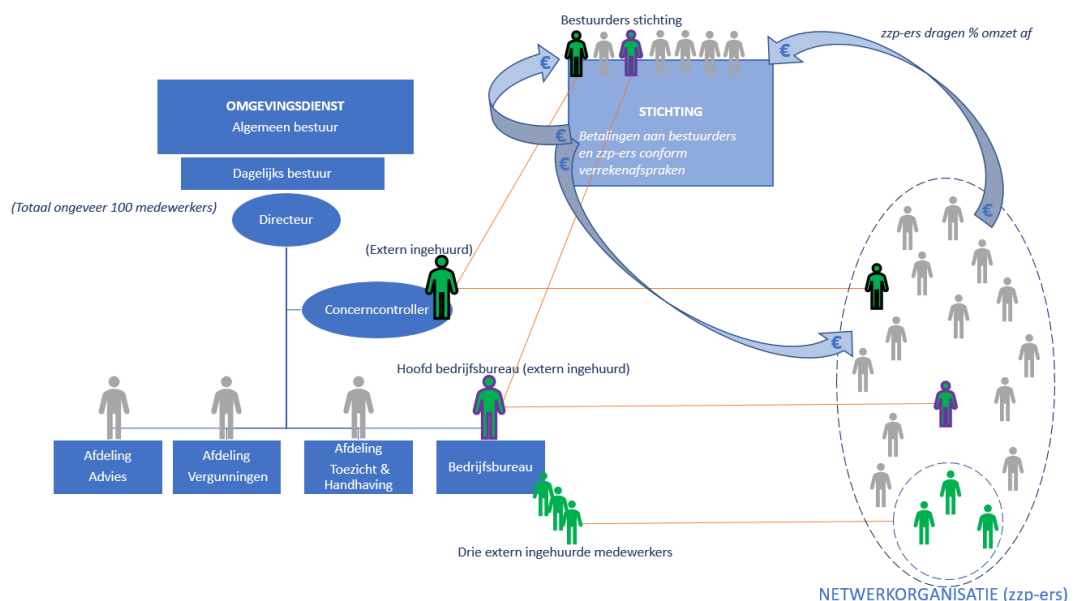 Bestuurders stichting
zzp-ers dragen % omzet af
€
€
OMGEVINGSDIENST
Algemeen bestuur
STICHTING
Betalingen aan bestuurders
en zzp-ers conform
verrekenafspraken
€
€
Dagelijks bestuur
(Totaal ongeveer 100 medewerkers)
Directeur
€
(Extern ingehuurd)
Concerncontroller
€
Hoofd bedrijfsbureau (extern ingehuurd)
Afdeling
Advies
Afdeling
Vergunningen
Afdeling
Toezicht &
Handhaving
Bedrijfsbureau
Drie extern ingehuurde medewerkers
NETWERKORGANISATIE (zzp-ers)